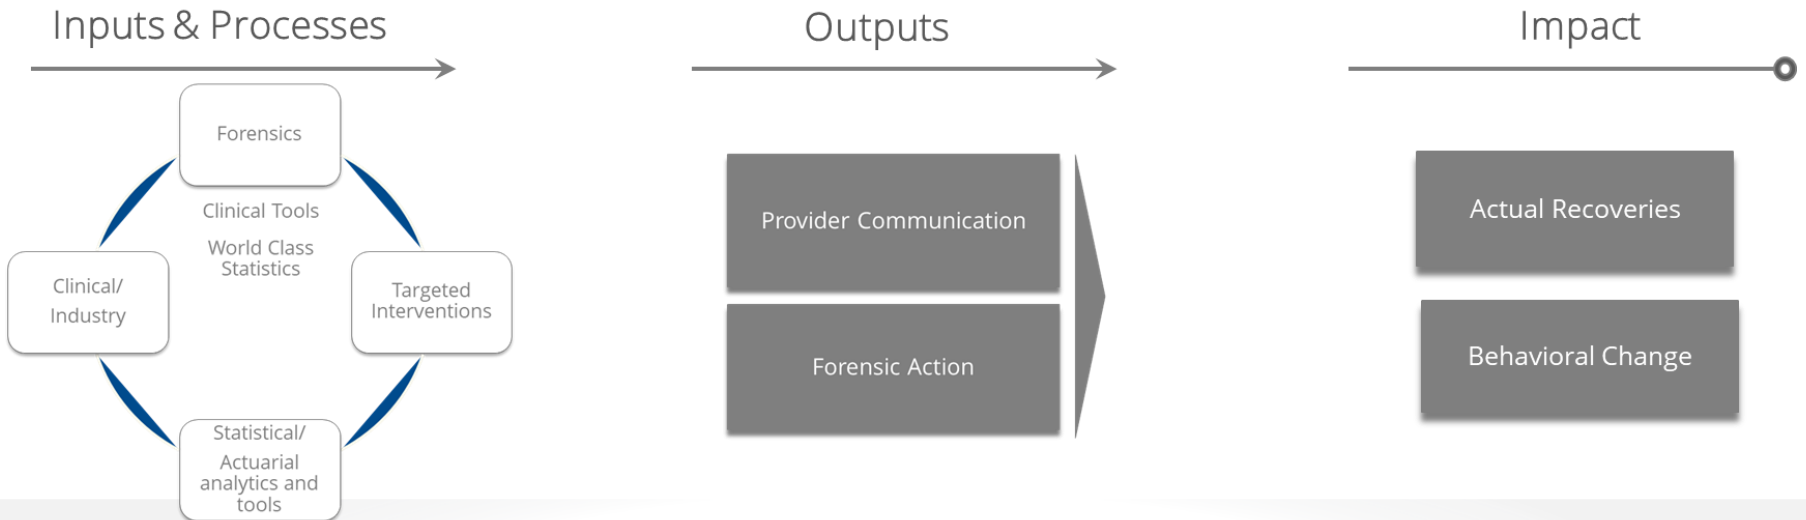 Inputs & Processes
Forensics
Clinical Tools
World Class
Statistics
Clinical/
Industry
Targeted
Interventions
Statistical/
Actuarial
analytics and
tools
Outputs
Provider Communication
Forensic Action
Impact
Actual Recoveries
Behavioral Change